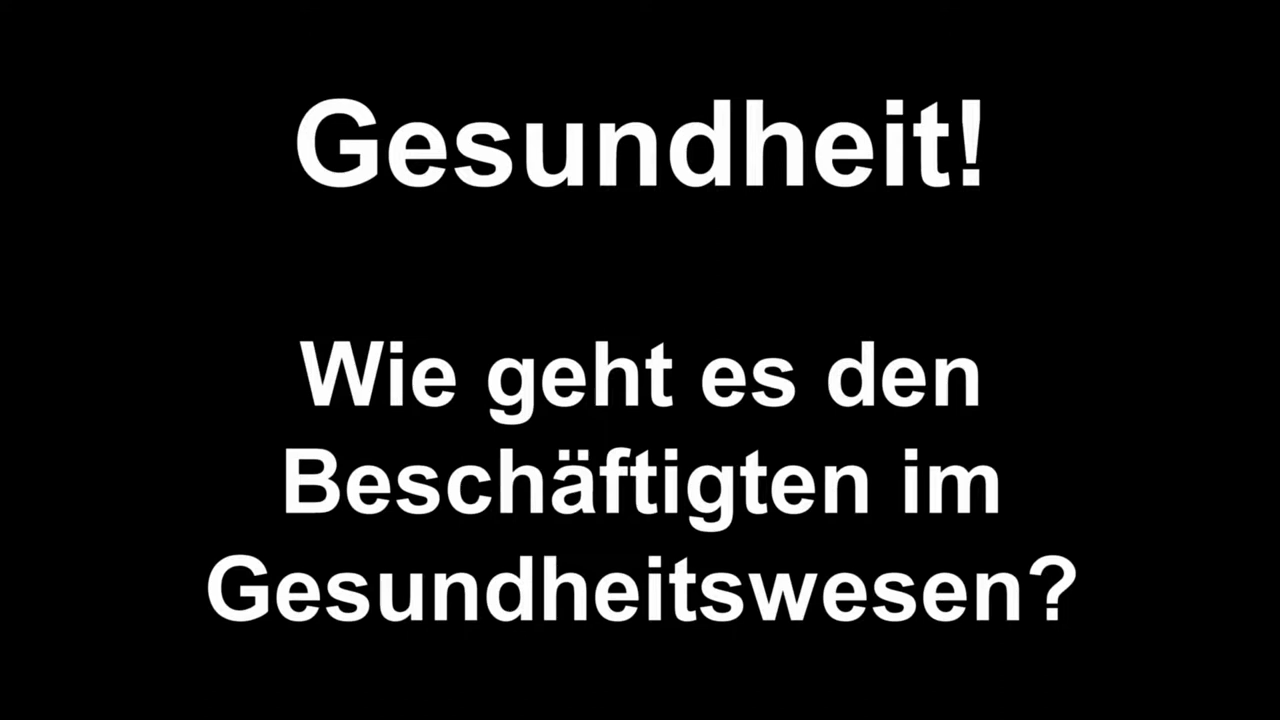 Gesundheit!
Wie geht es den
Beschäftigten im
Gesundheitswesen?